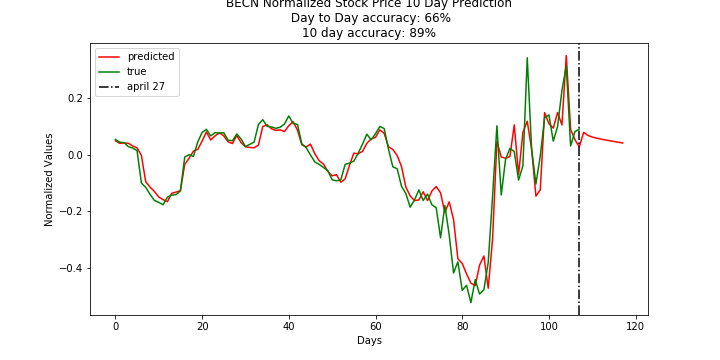 BECN Normalized Stock Price 10 Day Prediction
Day to Day accuracy: 66%
10 day accuracy: 89%
predicted
true
april 27
Normalized Values
0.2
0.0
−0.2
−0.4
0 20 40 60 80 100 120
Days